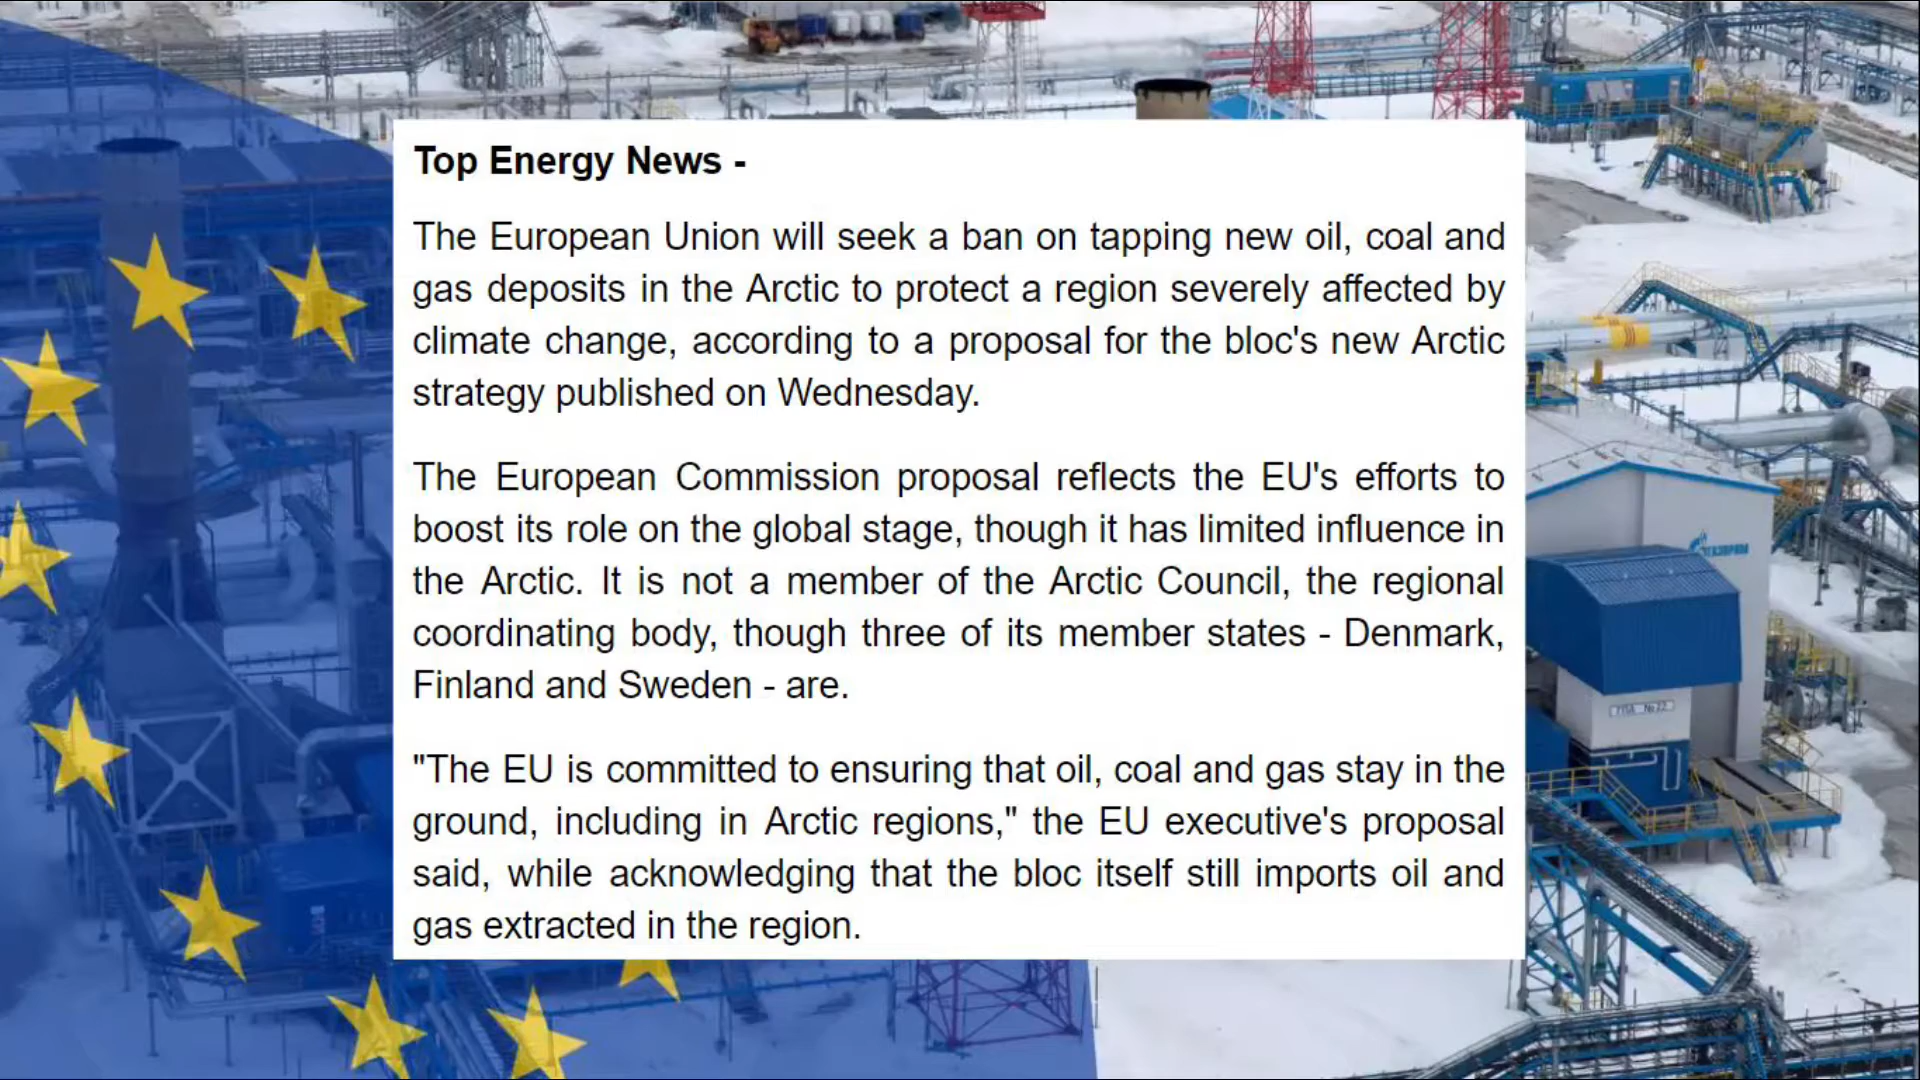 Top Energy News -
The European Union will seek a ban on tapping new oil, coal and
gas deposits in the Arctic to protect a region severely affected by
climate change, according to a proposal for the bloc's new Arctic
strategy published on Wednesday.
The European Commission proposal reflects the EU's efforts to
boost its role on the global stage, though it has limited influence in
the Arctic. It is not a member of the Arctic Council, the regional
coordinating body, though three of its member states - Denmark,
Finland and Sweden - are.
"The EU is committed to ensuring that oil, coal and gas stay in the
ground, including in Arctic regions," the EU executive's proposal
said, while acknowledging that the bloc itself still imports oil and
gas extracted in the region.
ГАЗПРОМ